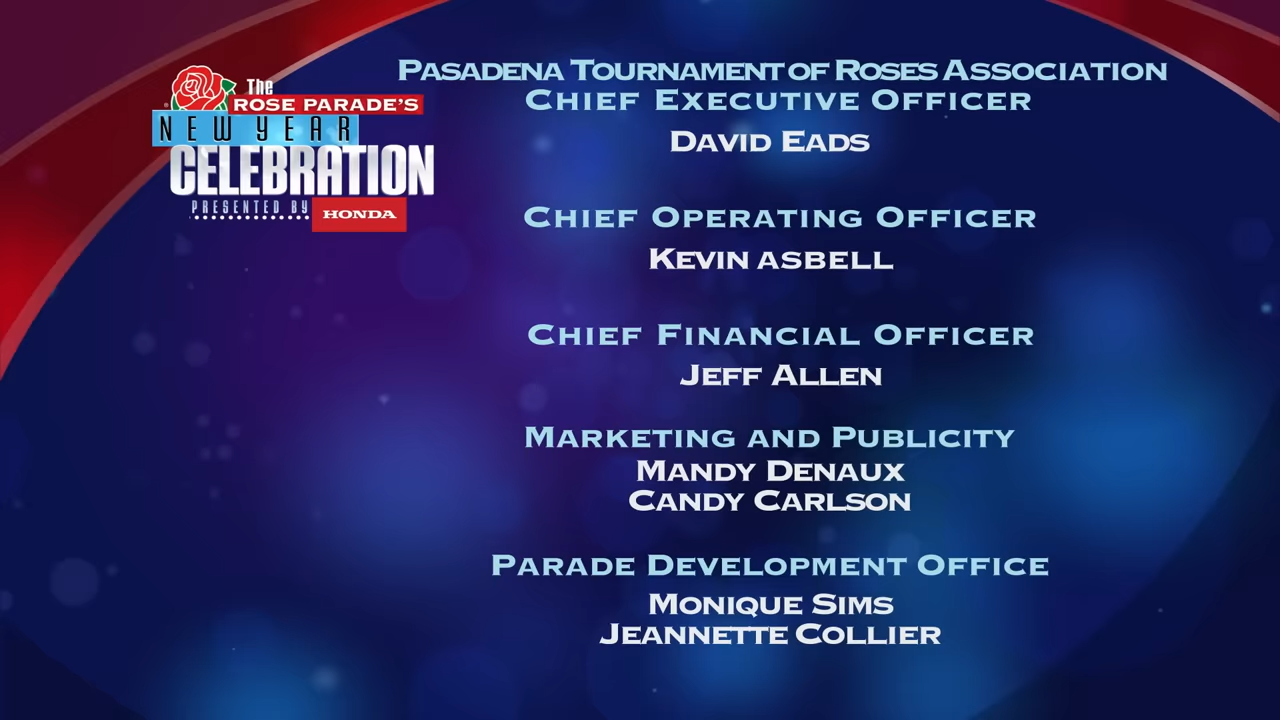 The
ROSE PARADE'S
NEW YEAR
CELEBRATION
PRESENTED BY
HONDA
PASADENA TOURNAMENT OF ROSES ASSOCIATION
CHIEF EXECUTIVE OFFICER
DAVID EADS
CHIEF OPERATING OFFICER
KEVIN ASBELL
CHIEF FINANCIAL OFFICER
JEFF ALLEN
MARKETING AND PUBLICITY
MANDY DENAUX
CANDY CARLSON
PARADE DEVELOPMENT OFFICE
MONIQUE SIMS
JEANNETTE COLLIER